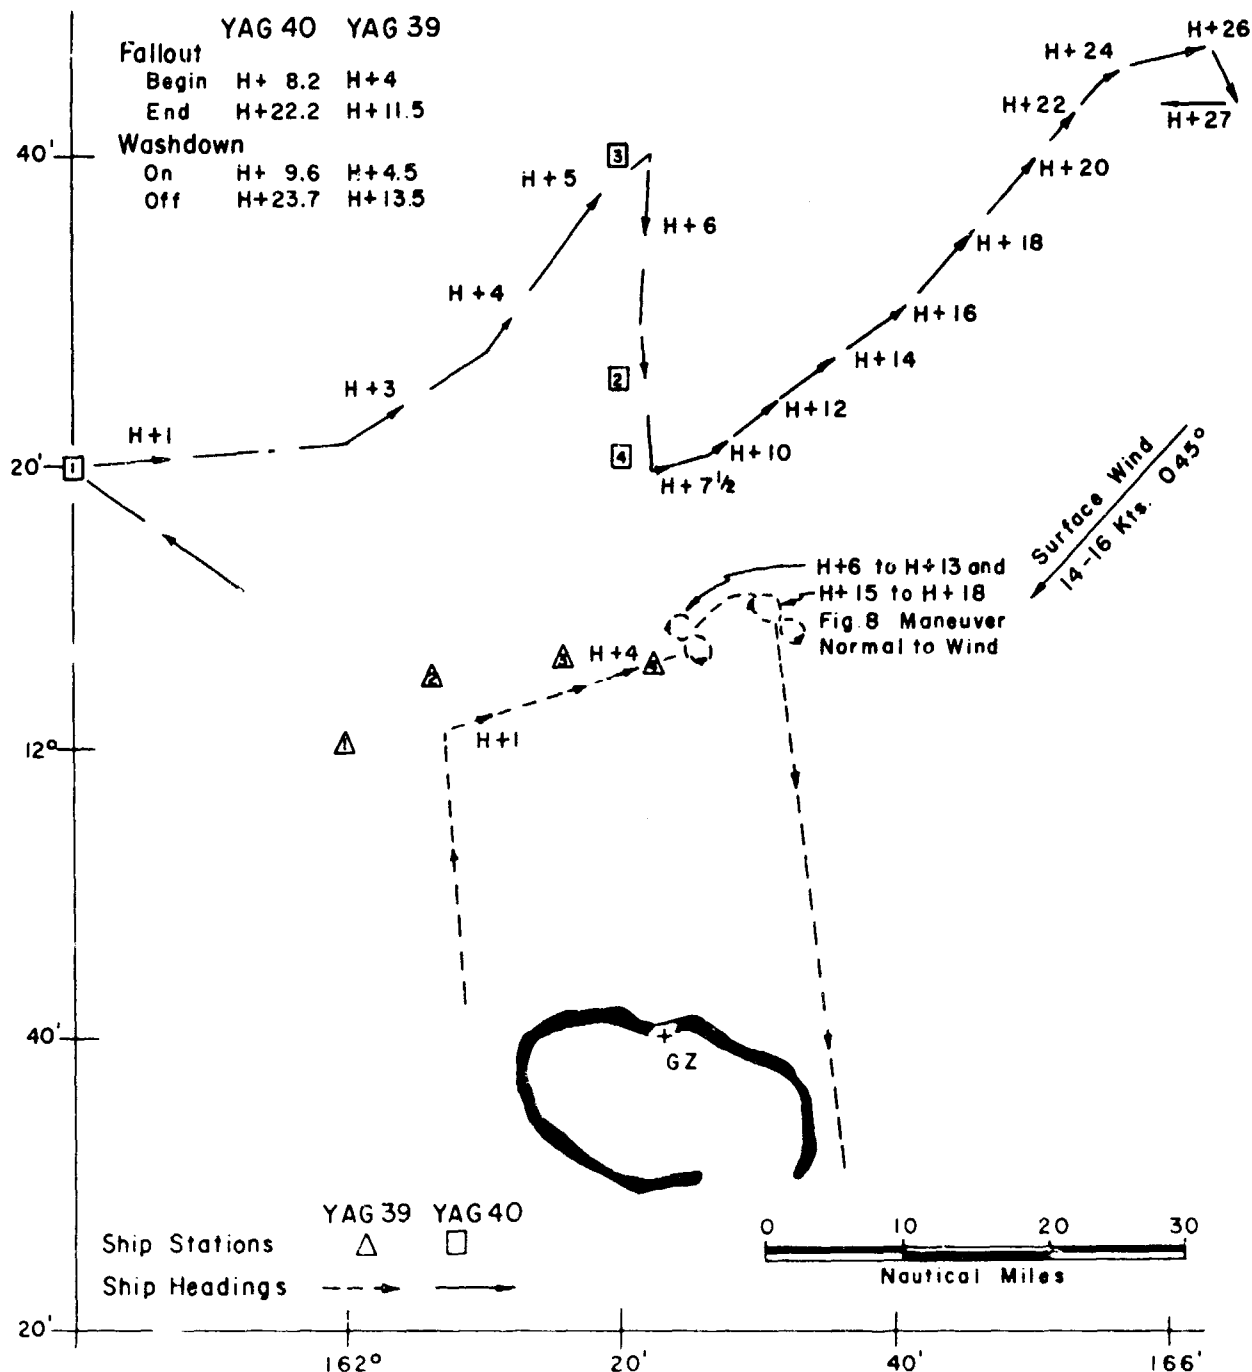 YAG 40 YAG 39
Fallout
Begin H+ 8.2 H+4
End H+22.2 H+11.5
Washdown
On H+ 9.6 H+4.5
Off H+23.7 H+13.5
H+26
H+24
H+22
H+27
40'
3
H+5
H+20
H+6
H+18
H+4
H+16
H+14
H+3
2
H+12
H+1
4
H+10
20'
1
H+7 1/2
Surface Wind
14-16 Kts. 045°
H+6 to H+13 and
H+15 to H+18
Fig. 8 Maneuver
Normal to Wind
H+4
3
4
2
H+1
1
12°
40'
GZ
YAG 39 YAG 40
Ship Stations
Ship Headings
0 10 20 30
Nautical Miles
20'
162° 20' 40' 166'